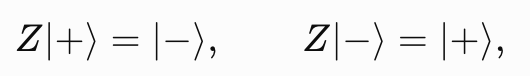 Z|+⟩ = |−⟩, Z|−⟩ = |+⟩,